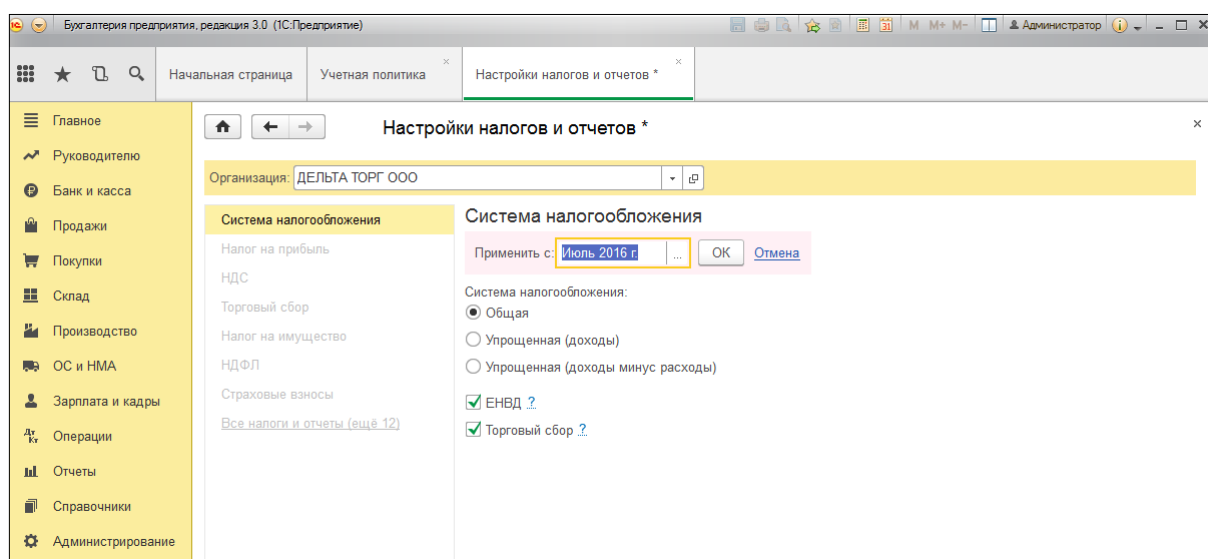 Бухгалтерия предприятия, редакция 3.0 (1С:Предприятие) M M+ M- Администратор
Начальная страница Учетная политика Настройки налогов и отчетов *
Главное
Руководителю
Банк и касса
Продажи
Покупки
Склад
Производство
ОС и НМА
Зарплата и кадры
Операции
Отчеты
Справочники
Администрирование
Настройки налогов и отчетов *
Организация: ДЕЛЬТА ТОРГ ООО
Система налогообложения
Налог на прибыль
НДС
Торговый сбор
Налог на имущество
НДФЛ
Страховые взносы
Все налоги и отчеты (ещё 12)
Система налогообложения
Применить с: Июль 2016 г. ... ОК Отмена
Система налогообложения:
Общая
Упрощенная (доходы)
Упрощенная (доходы минус расходы)
ЕНВД ?
Торговый сбор ?